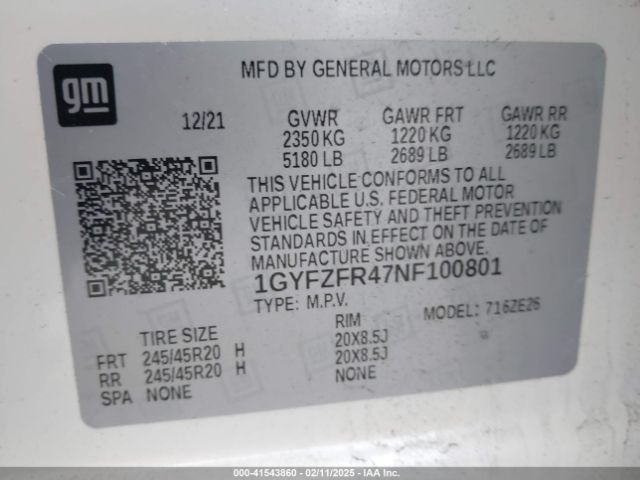 gm
MFD BY GENERAL MOTORS LLC
12/21 GVWR GAWR FRT GAWR RR
2350 KG 1220 KG 1220 KG
5180 LB 2689 LB 2689 LB
THIS VEHICLE CONFORMS TO ALL
APPLICABLE U.S. FEDERAL MOTOR
VEHICLE SAFETY AND THEFT PREVENTION
STANDARDS IN EFFECT ON THE DATE OF
MANUFACTURE SHOWN ABOVE.
1GYFZFR47NF100801
TYPE: M.P.V. MODEL: 716ZE26
TIRE SIZE RIM
FRT 245/45R20 H 20X8.5J
RR 245/45R20 H 20X8.5J
SPA NONE NONE
000-41543860 - 02/11/2025 - IAAI.COM